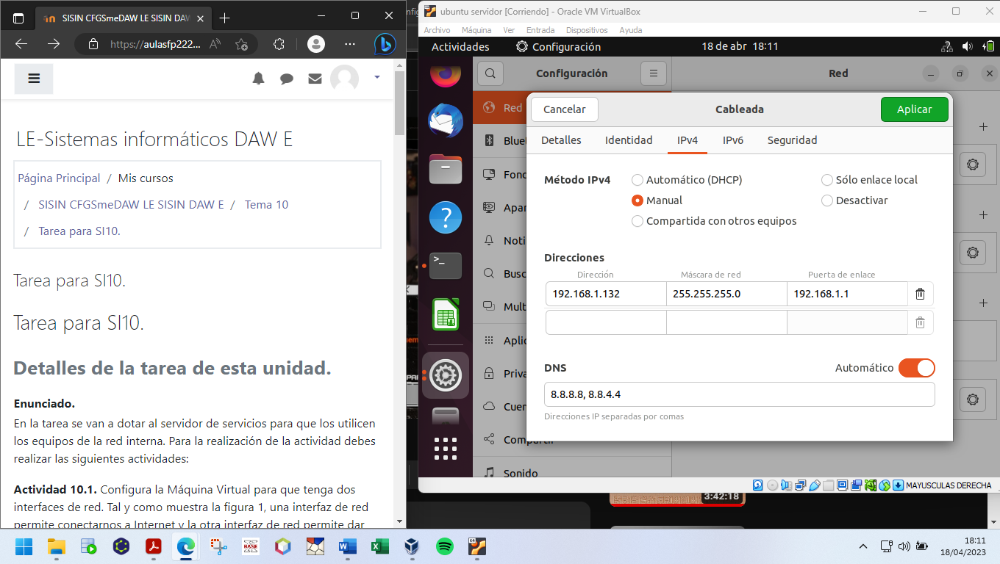 SISIN CFGSmeDAW LE SISIN DAW
https://aulasfp222...
LE-Sistemas informáticos DAW E
Página Principal / Mis cursos
/ SISIN CFGSmeDAW LE SISIN DAW E / Tema 10
/ Tarea para SI10.
Tarea para SI10.
Tarea para SI10.
Detalles de la tarea de esta unidad.
Enunciado.
En la tarea se van a dotar al servidor de servicios para que los utilicen
los equipos de la red interna. Para la realización de la actividad debes
realizar las siguientes actividades:
Actividad 10.1. Configura la Máquina Virtual para que tenga dos
interfaces de red. Tal y como muestra la figura 1, una interfaz de red
permite conectarnos a Internet y la otra interfaz de red permite dar
ubuntu servidor [Corriendo] - Oracle VM VirtualBox
Archivo Máquina Ver Entrada Dispositivos Ayuda
Actividades Configuración 18 de abr 18:11
Configuración Red
Red
Cancelar Cableada Aplicar
Detalles Identidad IPv4 IPv6 Seguridad
Método IPv4 Automático (DHCP) Sólo enlace local
Manual Desactivar
Compartida con otros equipos
Direcciones
Dirección Máscara de red Puerta de enlace
192.168.1.132 255.255.255.0 192.168.1.1
DNS Automático
8.8.8.8, 8.8.4.4
Direcciones IP separadas por comas
Bluet
Fond
Apar
Noti
Busc
Mult
Aplic
Priva
Cuen
Compartir
Sonido
MAYUSCULAS DERECHA
3:42:18
18:11
18/04/2023